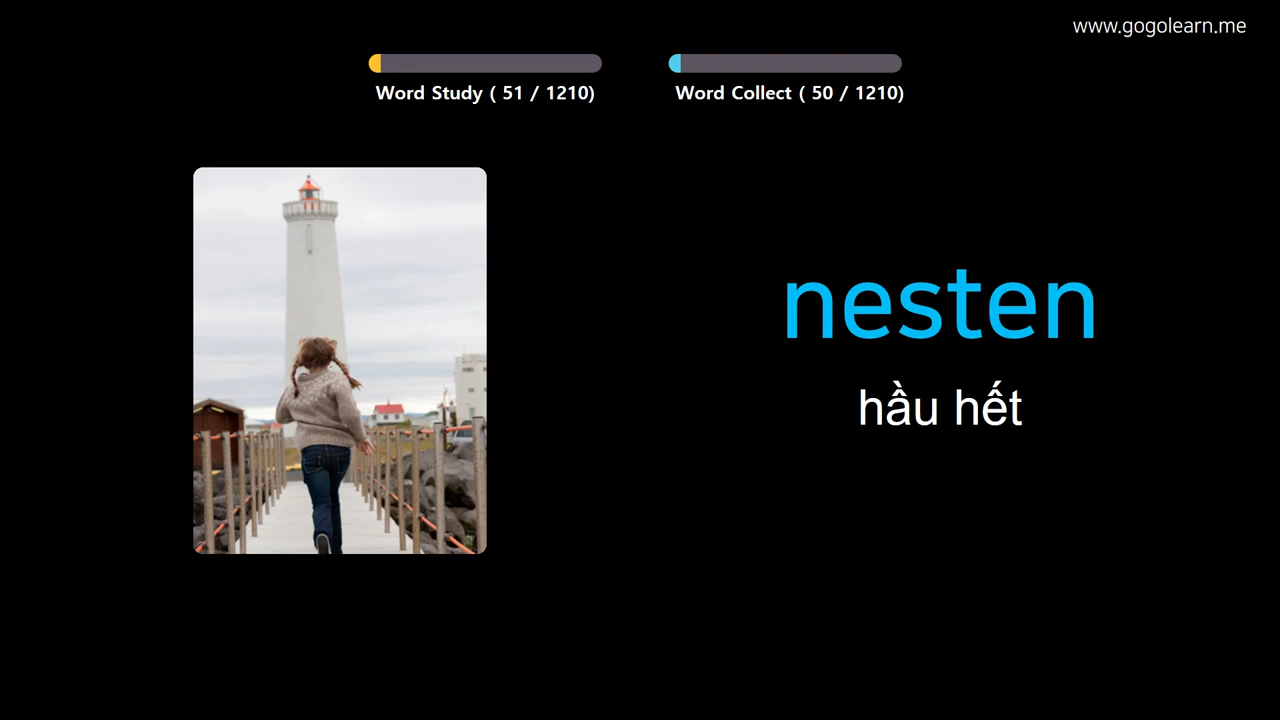 www.gogolearn.me
Word Study ( 51 / 1210)
Word Collect ( 50 / 1210)
nesten
hầu hết